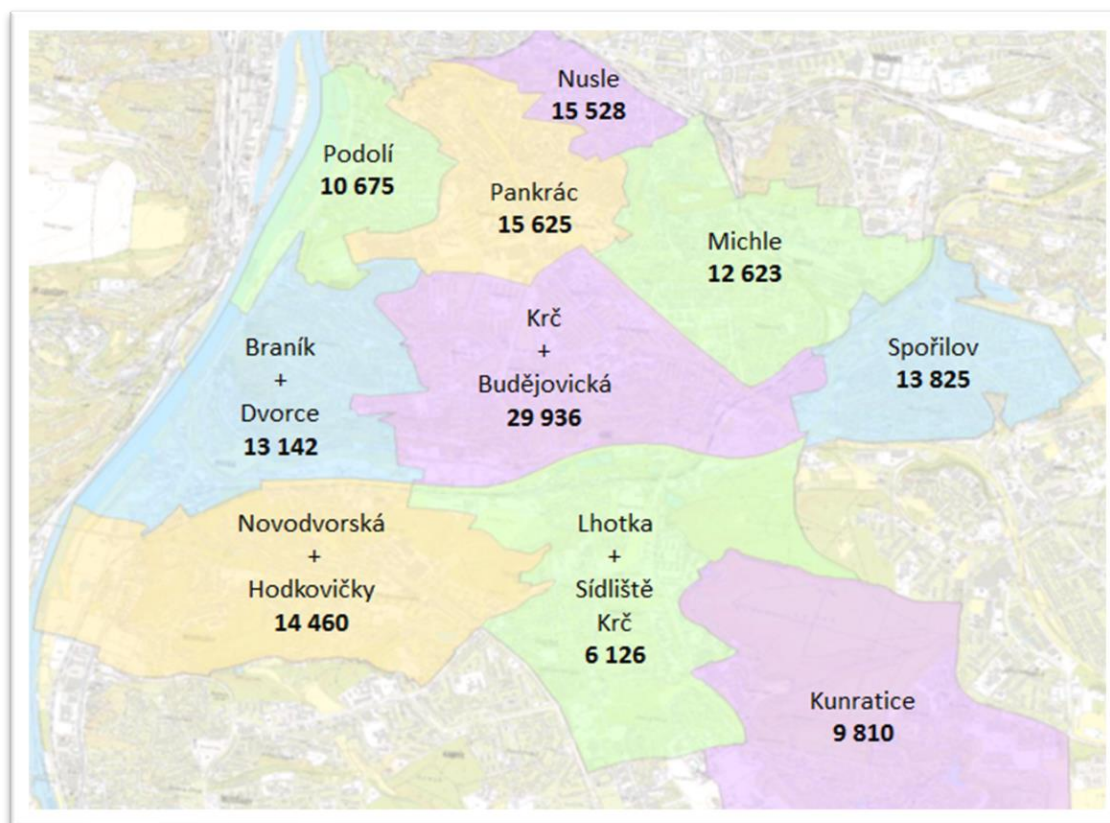 Nusle
15 528
Podolí
10 675
Pankrác
15 625
Michle
12 623
Krč
+
Budějovická
29 936
Braník
+
Dvorce
13 142
Spořilov
13 825
Novodvorská
+
Hodkovičky
14 460
Lhotka
+
Sídliště
Krč
6 126
Kunratice
9 810